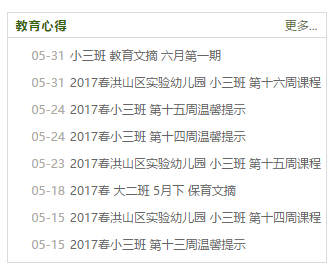 教育心得 更多...
05-31 小三班 教育文摘 六月第一期
05-31 2017春洪山区实验幼儿园 小三班 第十六周课程
05-24 2017春小三班 第十五周温馨提示
05-24 2017春小三班 第十四周温馨提示
05-23 2017春洪山区实验幼儿园 小三班 第十五周课程
05-18 2017春 大二班 5月下 保育文摘
05-15 2017春洪山区实验幼儿园 小三班 第十四周课程
05-15 2017春小三班 第十三周温馨提示